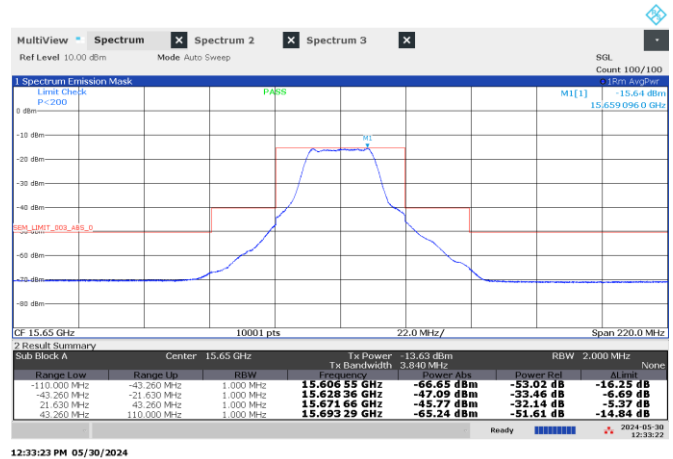 MultiView Spectrum X Spectrum 2 X Spectrum 3 X
Ref Level 10.00 dBm Mode Auto Sweep SGL
Count 100/100
1 Spectrum Emission Mask 1Rm AvgPwr
Limit Check PASS M1[1] -15.64 dBm
P<200 15.659 096 0 GHz
0 dBm
-10 dBm
M1
-20 dBm
-30 dBm
-40 dBm
SEM_LIMIT_003_ABS_D
-50 dBm
-60 dBm
-70 dBm
-80 dBm
CF 15.65 GHz 10001 pts 22.0 MHz/ Span 220.0 MHz
2 Result Summary
Sub Block A Center 15.65 GHz Tx Power -13.63 dBm RBW 2.000 MHz
Tx Bandwidth 3.840 MHz None
Range Low Range Up RBW Frequency Power Abs Power Rel ΔLimit
-110.000 MHz -43.260 MHz 1.000 MHz 15.606 55 GHz -66.65 dBm -53.02 dB -16.25 dB
-43.260 MHz -21.630 MHz 1.000 MHz 15.628 36 GHz -47.09 dBm -33.46 dB -6.69 dB
21.630 MHz 43.260 MHz 1.000 MHz 15.671 66 GHz -45.77 dBm -32.14 dB -5.37 dB
43.260 MHz 110.000 MHz 1.000 MHz 15.693 29 GHz -65.24 dBm -51.61 dB -14.84 dB
Ready 2024-05-30
12:33:22
12:33:23 PM 05/30/2024